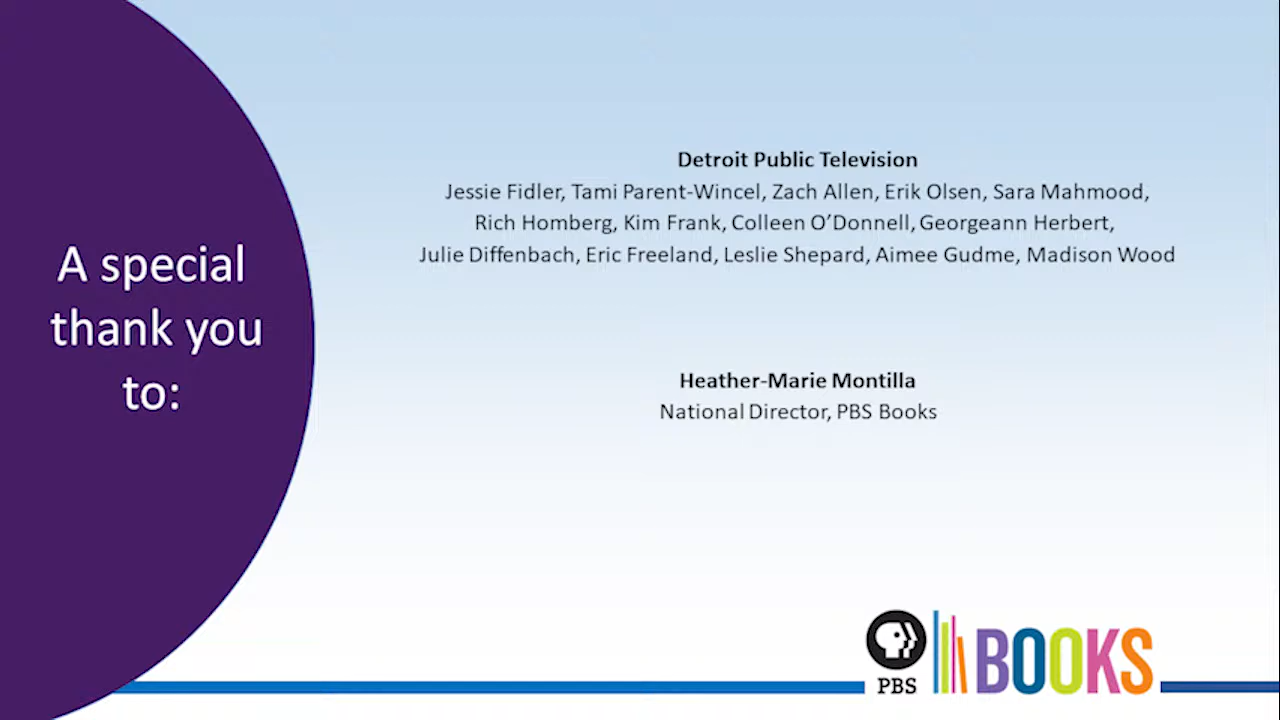 A special
thank you
to:
Detroit Public Television
Jessie Fidler, Tami Parent-Wincel, Zach Allen, Erik Olsen, Sara Mahmood,
Rich Homberg, Kim Frank, Colleen O’Donnell, Georgeann Herbert,
Julie Diffenbach, Eric Freeland, Leslie Shepard, Aimee Gudme, Madison Wood
Heather-Marie Montilla
National Director, PBS Books
PBS
BOOKS